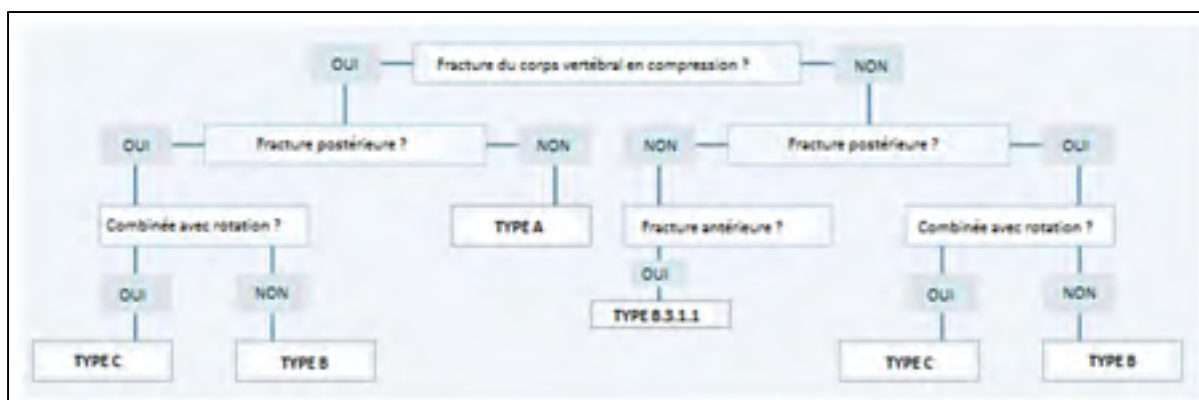 OUI
Fracture du corps vertébral en compression ?
NON
OUI
Fracture postérieure ?
NON
NON
Fracture postérieure ?
OUI
Combinée avec rotation ?
TYPE A
Fracture antérieure ?
Combinée avec rotation ?
OUI
NON
OUI
OUI
NON
TYPE B.3.1.1
TYPE C
TYPE B
TYPE C
TYPE B